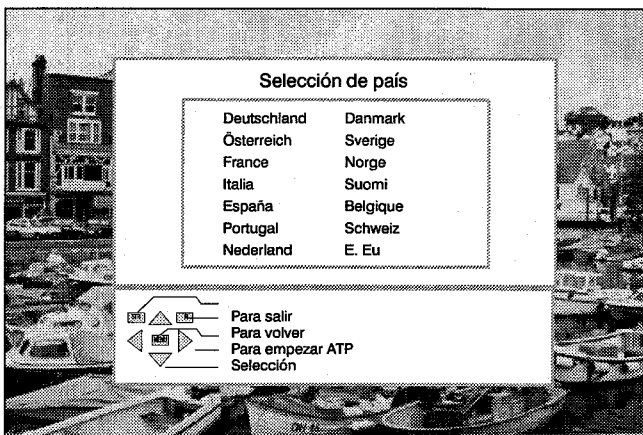 Selección de país
Deutschland Danmark
Österreich Sverige
France Norge
Italia Suomi
España Belgique
Portugal Schweiz
Nederland E. Eu
Para salir
MENU Para volver
Para empezar ATP
Selección